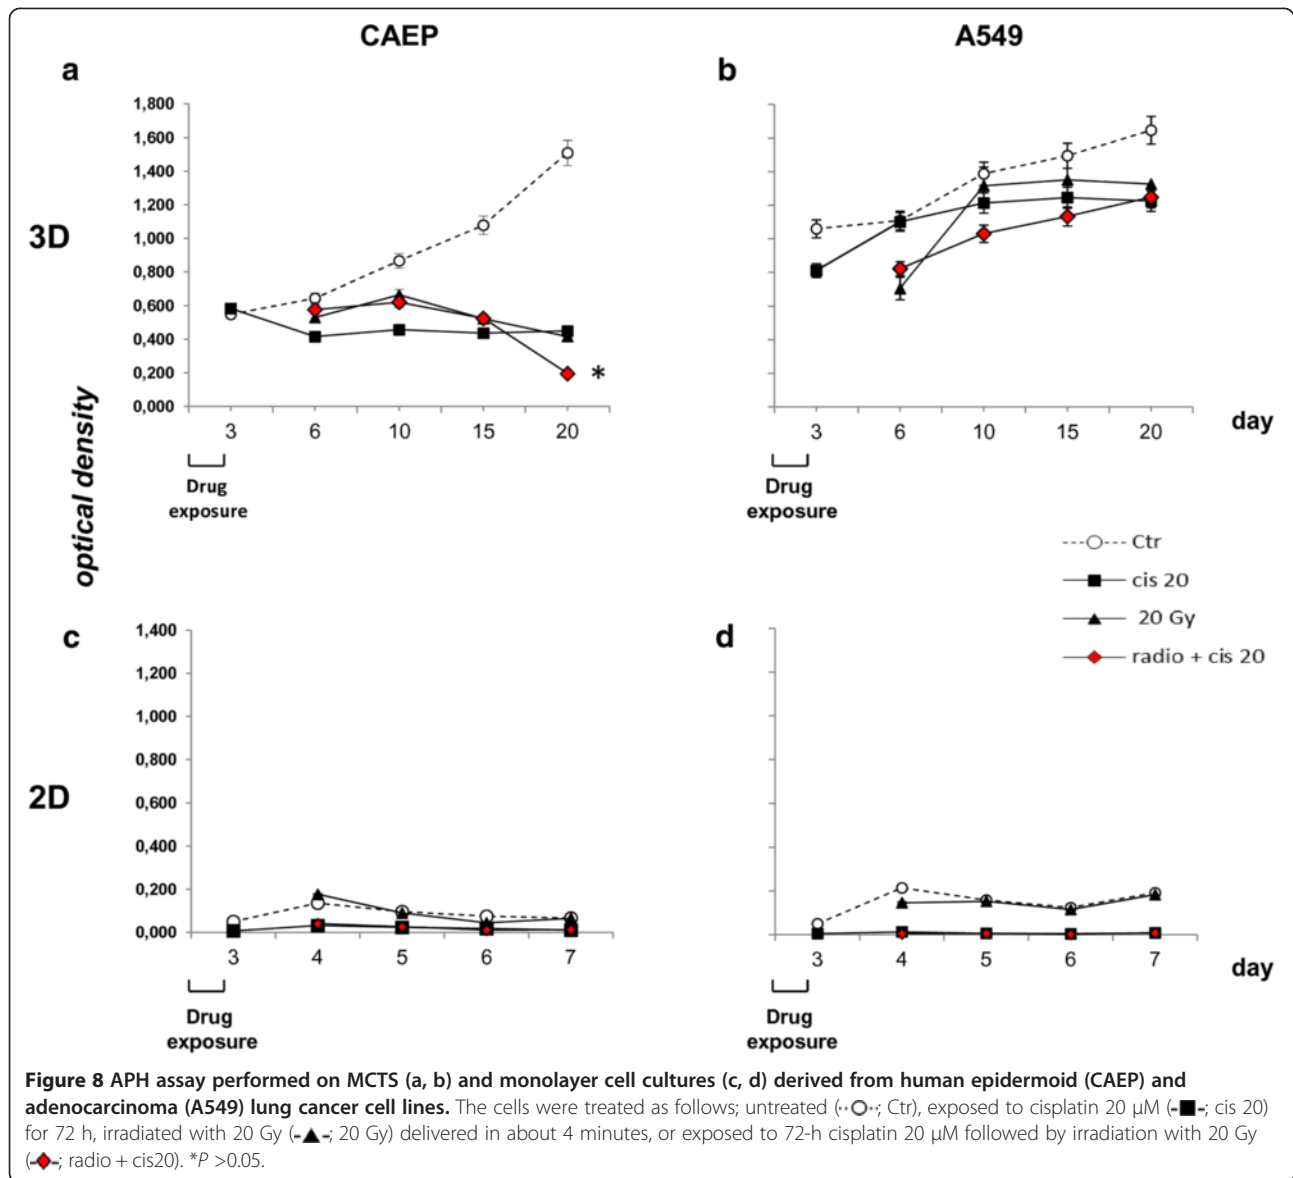 CAEP
A549
a
b
1,800
1,600
1,400
1,200
1,000
0,800
0,600
0,400
0,200
0,000
3D
*
3 6 10 15 20
3 6 10 15 20
day
Drug
exposure
Drug
exposure
optical density
Ctr
cis 20
20 Gy
radio + cis 20
c
d
1,400
1,200
1,000
0,800
0,600
0,400
0,200
0,000
2D
3 4 5 6 7
3 4 5 6 7
day
Drug
exposure
Drug
exposure
Figure 8 APH assay performed on MCTS (a, b) and monolayer cell cultures (c, d) derived from human epidermoid (CAEP) and
adenocarcinoma (A549) lung cancer cell lines. The cells were treated as follows; untreated (··O··; Ctr), exposed to cisplatin 20 µM (-■-; cis 20)
for 72 h, irradiated with 20 Gy (-▲-; 20 Gy) delivered in about 4 minutes, or exposed to 72-h cisplatin 20 µM followed by irradiation with 20 Gy
(-◆-; radio + cis20). *P >0.05.